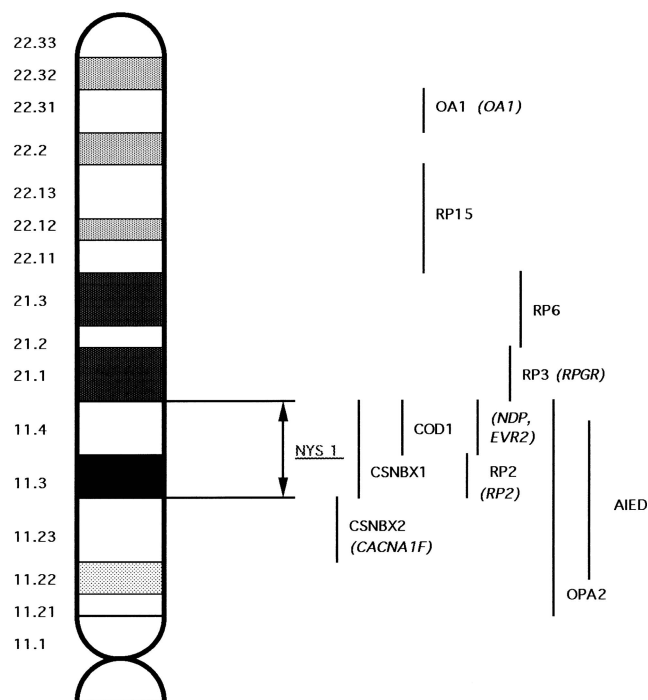 22.33
22.32
22.31
22.2
22.13
22.12
22.11
21.3
21.2
21.1
11.4
11.3
11.23
11.22
11.21
11.1
OA1 (OA1)
RP15
RP6
RP3 (RPGR)
(NDP,
EVR2)
COD1
NYS 1
CSNBX1
RP2
(RP2)
AIED
CSNBX2
(CACNA1F)
OPA2